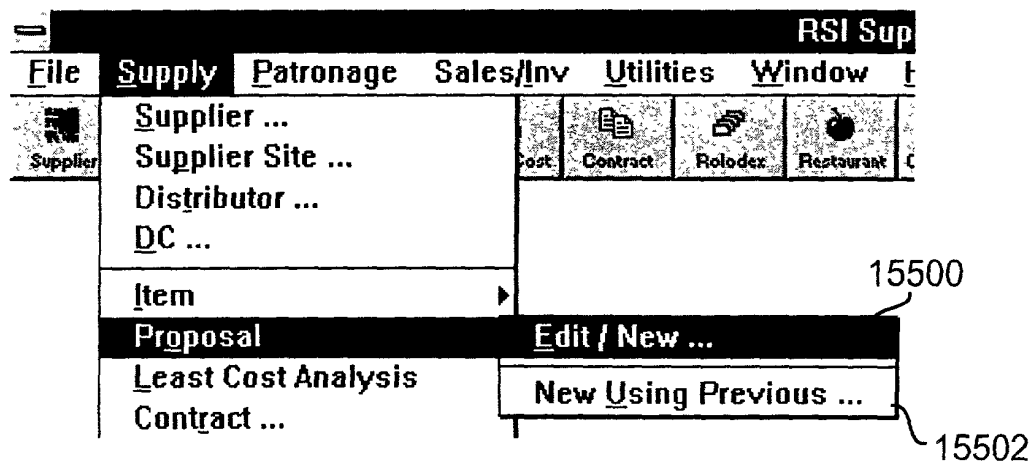 RSI Sup
File Supply Patronage Sales/Inv Utilities Window H
Supplier Cost Contract Rolodex Restaurant
Supplier ...
Supplier Site ...
Distributor ...
DC ...
Item
Proposal
Least Cost Analysis
Contract ...
15500
Edit / New ...
New Using Previous ...
15502